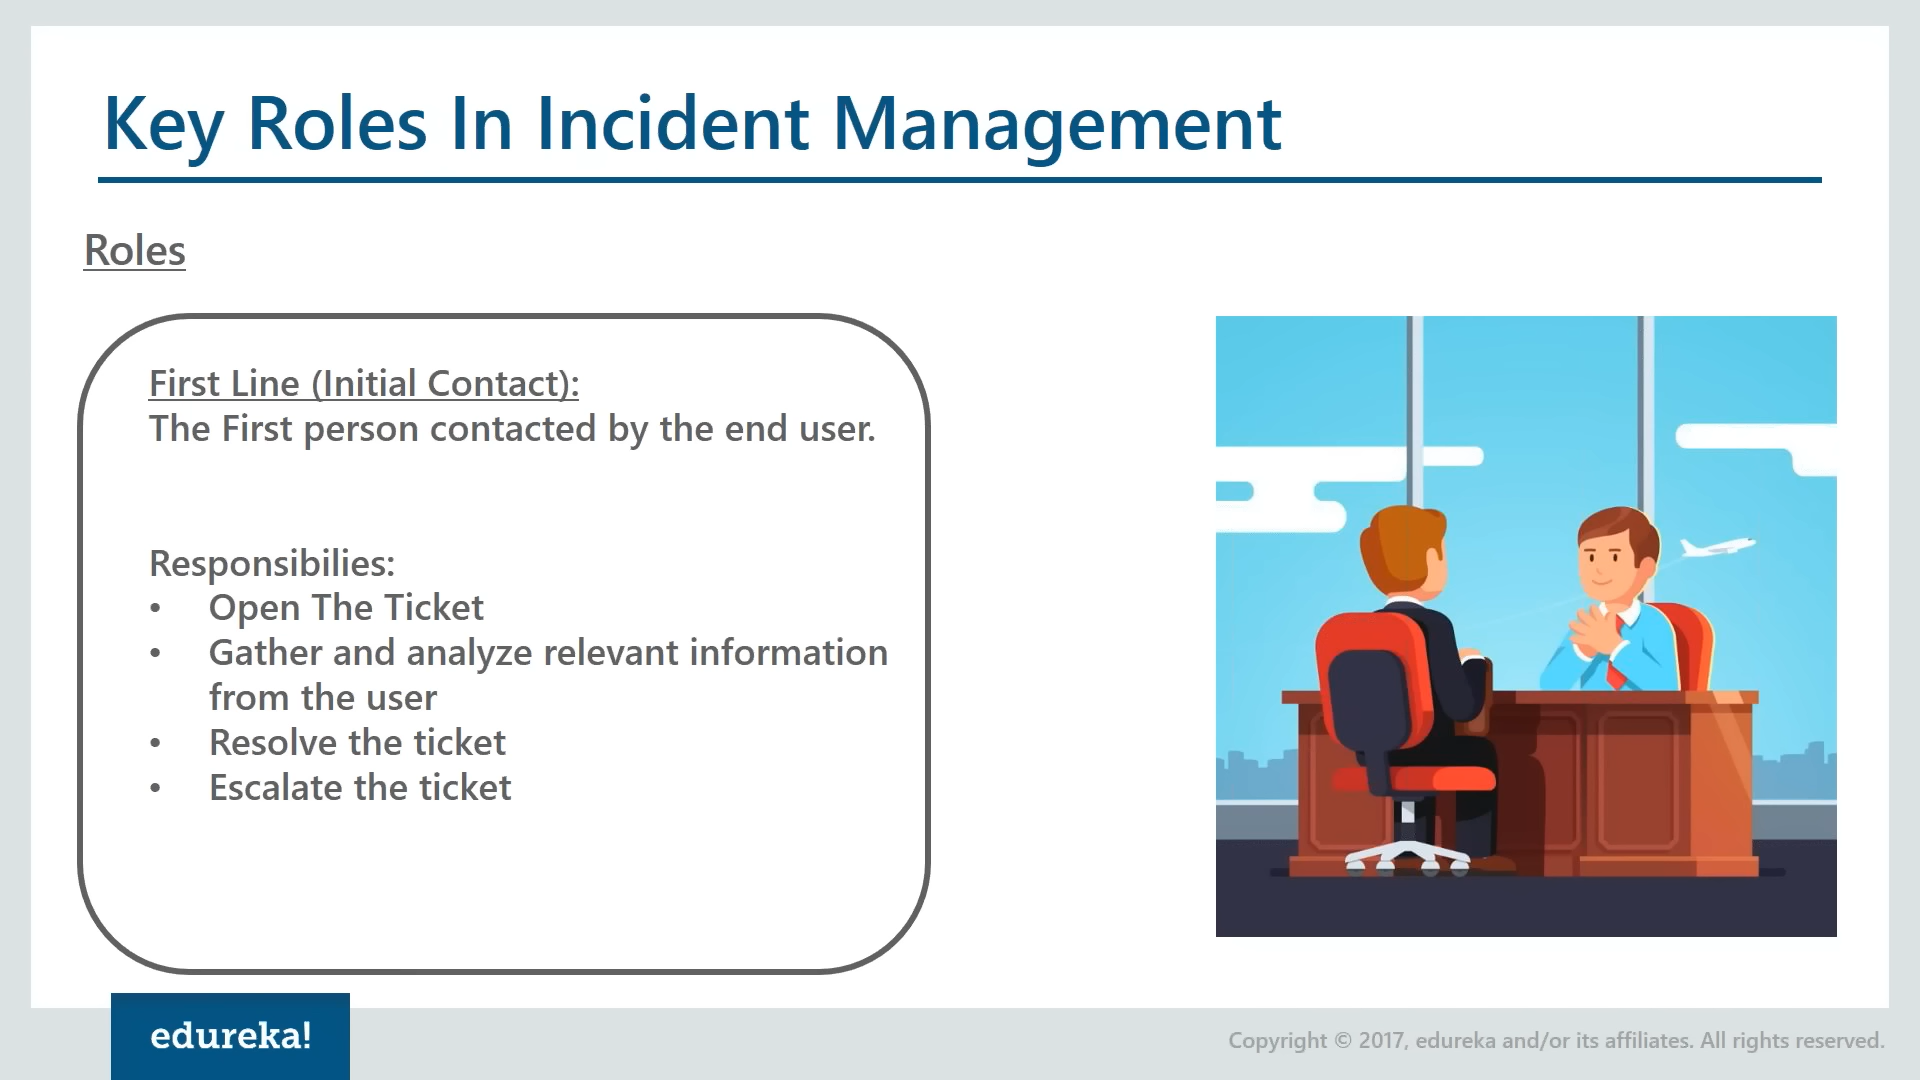 Key Roles In Incident Management
Roles
First Line (Initial Contact):
The First person contacted by the end user.
Responsibilies:
• Open The Ticket
• Gather and analyze relevant information
from the user
• Resolve the ticket
• Escalate the ticket
edureka!
Copyright © 2017, edureka and/or its affiliates. All rights reserved.